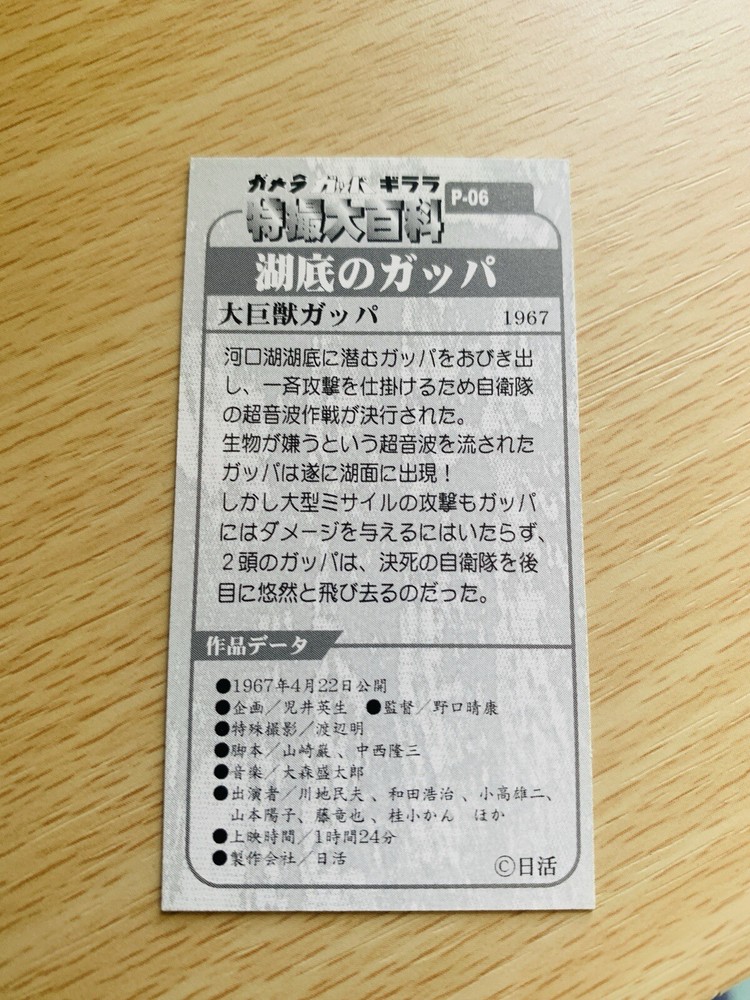 ガメラ ガッパ ギララ
特撮大百科
P-06
湖底のガッパ
大巨獣ガッパ 1967
河口湖湖底に潜むガッパをおびき出
し、一斉攻撃を仕掛けるため自衛隊
の超音波作戦が決行された。
生物が嫌うという超音波を流された
ガッパは遂に湖面に出現！
しかし大型ミサイルの攻撃もガッパ
にはダメージを与えるにはいたらず、
２頭のガッパは、決死の自衛隊を後
目に悠然と飛び去るのだった。
作品データ
●1967年4月22日公開
●企画／児井英生 ●監督／野口晴康
●特殊撮影／渡辺明
●脚本／山崎巌、中西隆三
●音楽／大森盛太郎
●出演者／川地民夫、和田浩治、小高雄二、
山本陽子、藤竜也、桂小かん ほか
●上映時間／1時間24分
●製作会社／日活
©日活